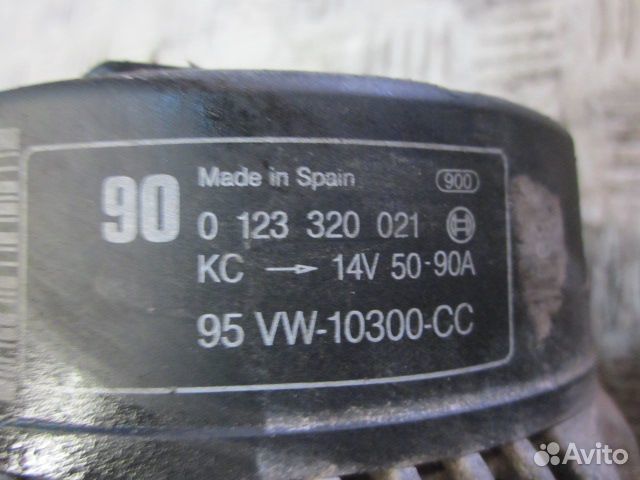 90
Made in Spain 900
0 123 320 021
KC → 14V 50-90A
95 VW-10300-CC
Avito